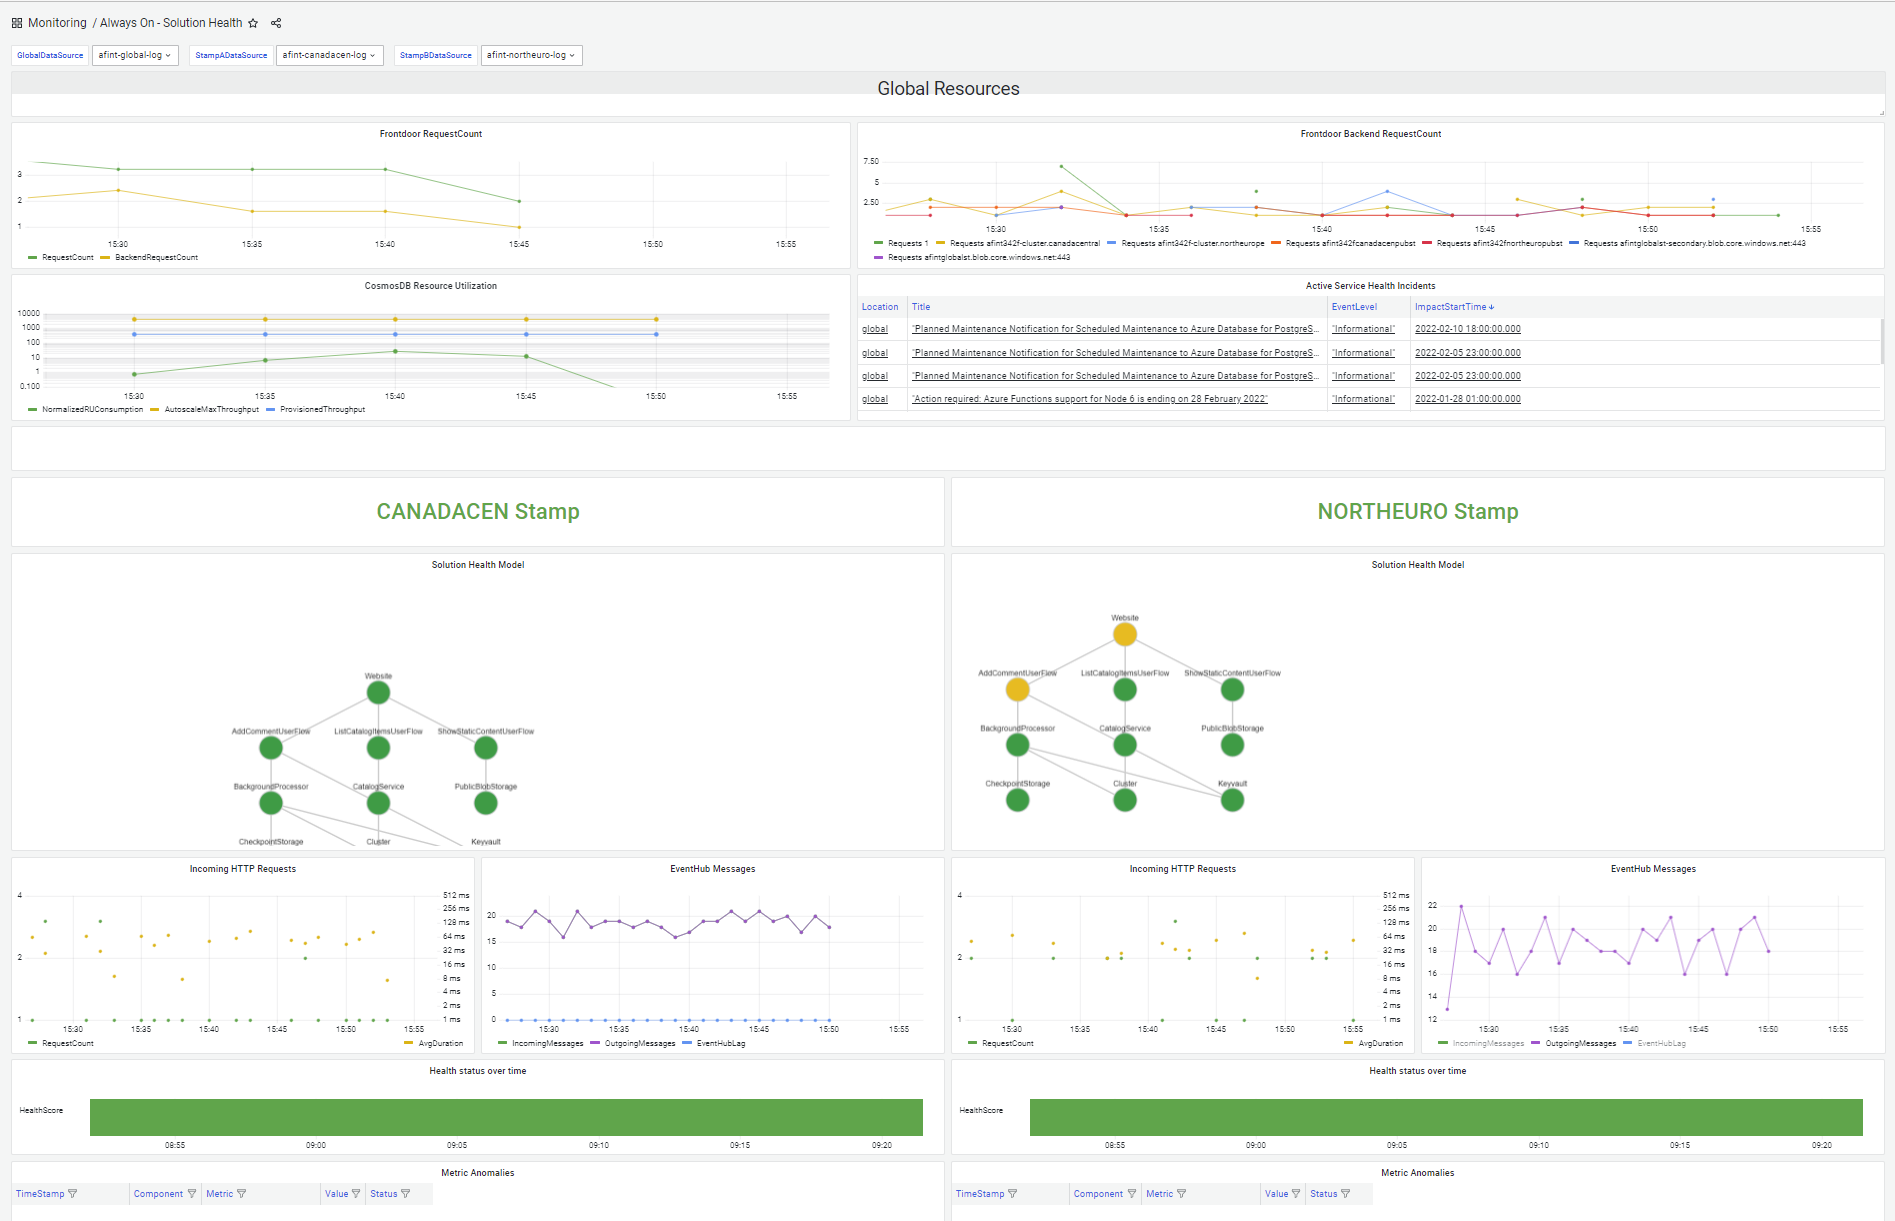 Monitoring / Always On - Solution Health
GlobalDataSource afint-global-log StampADataSource afint-canadacen-log StampBDataSource afint-northeuro-log
Global Resources
Frontdoor RequestCount
3
2
1
15:30 15:35 15:40 15:45 15:50 15:55
RequestCount BackendRequestCount
Frontdoor Backend RequestCount
7.50
5
2.50
15:30 15:35 15:40 15:45 15:50 15:55
Requests 1 Requests afint342f-cluster.canadacentral Requests afint342f-cluster.northeurope Requests afint342fcanadacenpubst Requests afint342fnortheuropubst Requests afintglobalst-secondary.blob.core.windows.net:443
Requests afintglobalst.blob.core.windows.net:443
CosmosDB Resource Utilization
10000
1000
100
10
1
0.100
15:30 15:35 15:40 15:45 15:50 15:55
NormalizedRUConsumption AutoscaleMaxThroughput ProvisionedThroughput
Active Service Health Incidents
Location Title EventLevel ImpactStartTime
global "Planned Maintenance Notification for Scheduled Maintenance to Azure Database for PostgreS... "Informational" 2022-02-10 18:00:00.000
global "Planned Maintenance Notification for Scheduled Maintenance to Azure Database for PostgreS... "Informational" 2022-02-05 23:00:00.000
global "Planned Maintenance Notification for Scheduled Maintenance to Azure Database for PostgreS... "Informational" 2022-02-05 23:00:00.000
global "Action required: Azure Functions support for Node 6 is ending on 28 February 2022" "Informational" 2022-01-28 01:00:00.000
CANADACEN Stamp
Solution Health Model
Website
AddCommentUserFlow ListCatalogItemsUserFlow ShowStaticContentUserFlow
BackgroundProcessor CatalogService PublicBlobStorage
CheckpointStorage Cluster Keyvault
Incoming HTTP Requests
4
2
1
512 ms
256 ms
128 ms
64 ms
32 ms
16 ms
8 ms
4 ms
2 ms
1 ms
15:30 15:35 15:40 15:45 15:50 15:55
RequestCount AvgDuration
EventHub Messages
20
15
10
5
0
15:30 15:35 15:40 15:45 15:50 15:55
IncomingMessages OutgoingMessages EventHubLag
Health status over time
HealthScore
08:55 09:00 09:05 09:10 09:15 09:20
Metric Anomalies
TimeStamp Component Metric Value Status
NORTHEURO Stamp
Solution Health Model
Website
AddCommentUserFlow ListCatalogItemsUserFlow ShowStaticContentUserFlow
BackgroundProcessor CatalogService PublicBlobStorage
CheckpointStorage Cluster Keyvault
Incoming HTTP Requests
4
2
1
512 ms
256 ms
128 ms
64 ms
32 ms
16 ms
8 ms
4 ms
2 ms
1 ms
15:30 15:35 15:40 15:45 15:50 15:55
RequestCount AvgDuration
EventHub Messages
22
20
18
16
14
12
15:30 15:35 15:40 15:45 15:50 15:55
IncomingMessages OutgoingMessages EventHubLag
Health status over time
HealthScore
08:55 09:00 09:05 09:10 09:15 09:20
Metric Anomalies
TimeStamp Component Metric Value Status